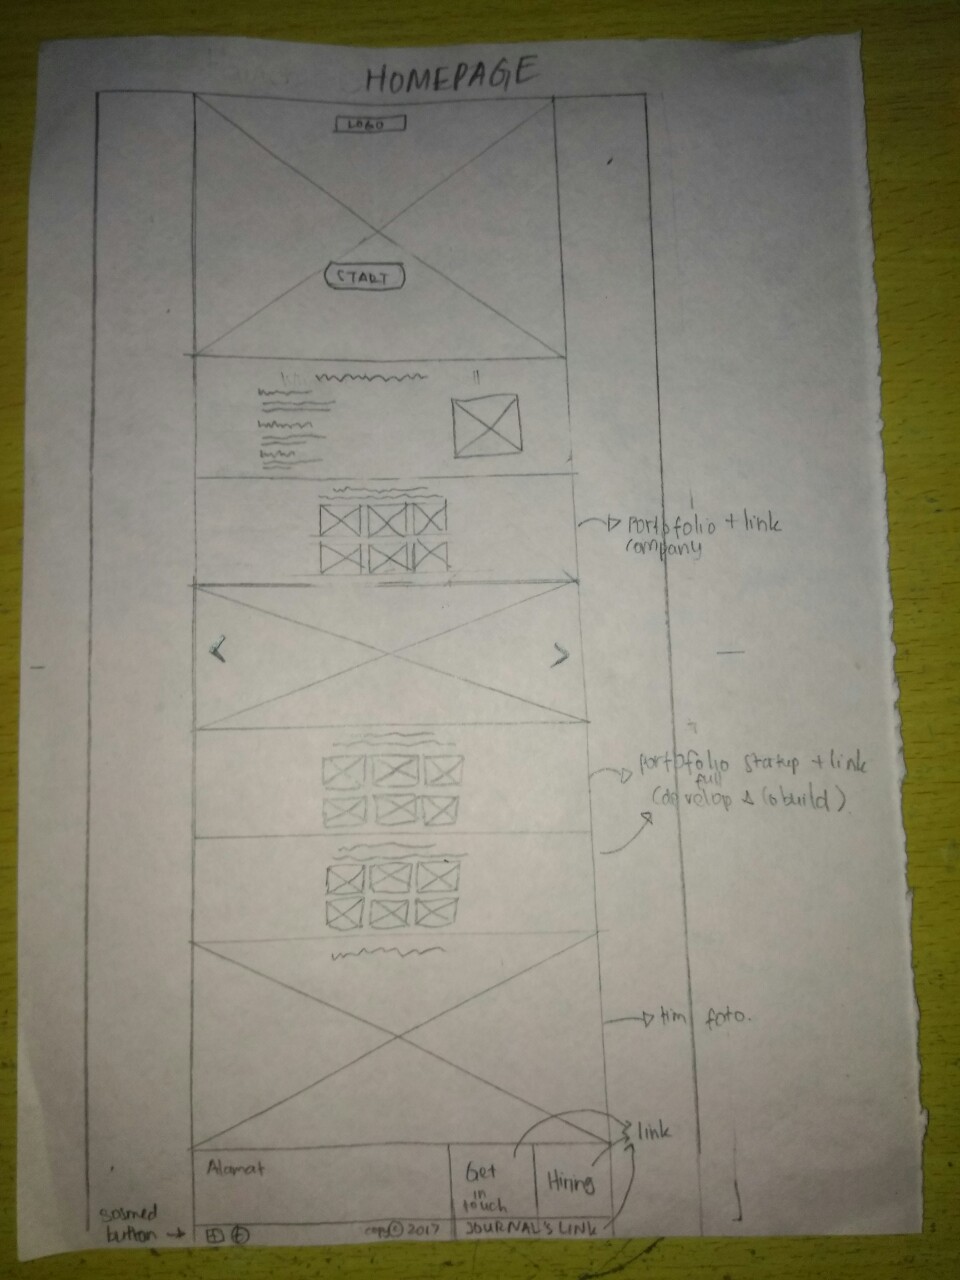 HOMEPAGE
LOGO
START
portofolio + link
company
portofolio startup + link
full
(develop & cobuild)
tim foto.
link
Alamat
Get
in
touch
Hiring
sosmed
button
copy© 2017
JOURNAL'S LINK